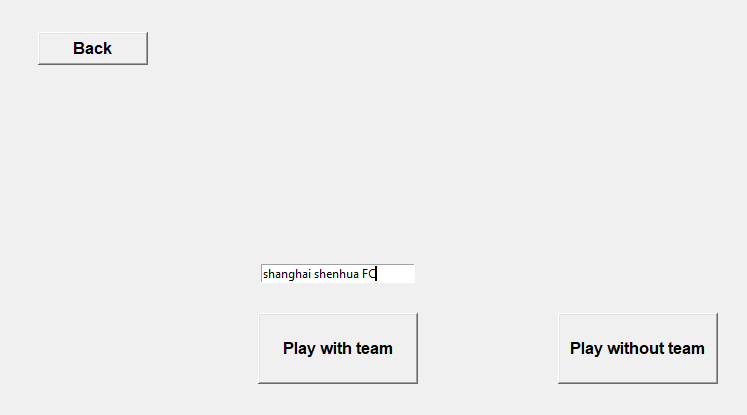 Back
shanghai shenhua FC
Play with team
Play without team